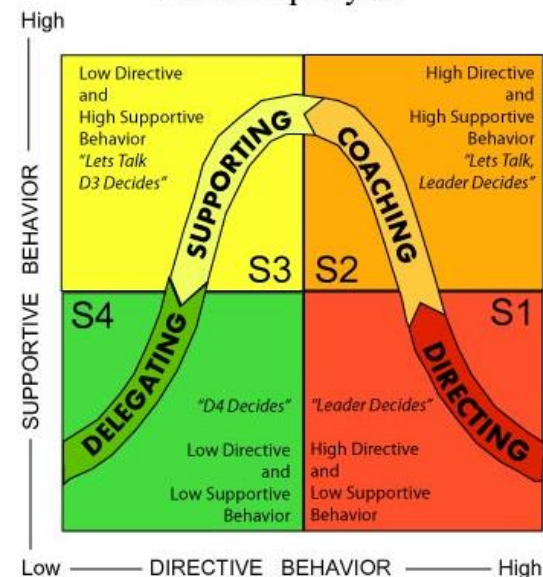 High
Low Directive
and
High Supportive
Behavior
"Lets Talk
D3 Decides"
High Directive
and
High Supportive
Behavior
"Lets Talk,
Leader Decides"
SUPPORTING
COACHING
S3
S2
S4
S1
DELEGATING
DIRECTING
"D4 Decides"
"Leader Decides"
Low Directive
and
Low Supportive
Behavior
High Directive
and
Low Supportive
Behavior
SUPPORTIVE BEHAVIOR
Low
DIRECTIVE BEHAVIOR
High